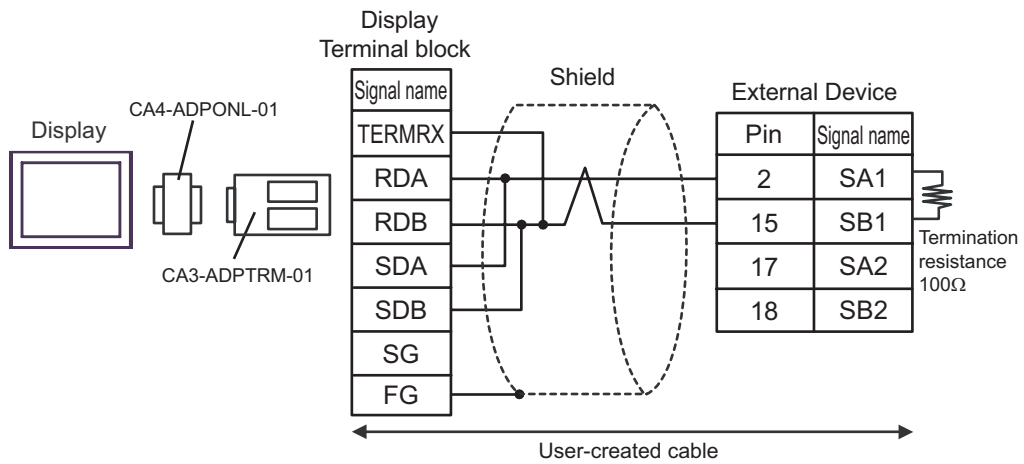 Display
Terminal block
Signal name
TERMRX
RDA
RDB
SDA
SDB
SG
FG
Shield
External Device
Pin Signal name
2 SA1
15 SB1
17 SA2
18 SB2
Termination
resistance
100Ω
CA4-ADPONL-01
Display
CA3-ADPTRM-01
User-created cable